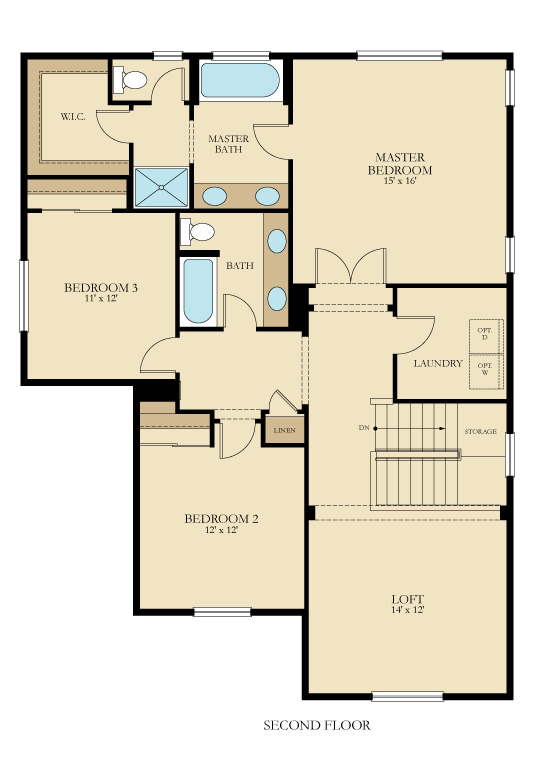 W.I.C.
MASTER
BATH
MASTER
BEDROOM
15' x 16'
BATH
BEDROOM 3
11' x 12'
OPT.
D
LAUNDRY
OPT.
W
DN
STORAGE
LINEN
BEDROOM 2
12' x 12'
LOFT
14' x 12'
SECOND FLOOR